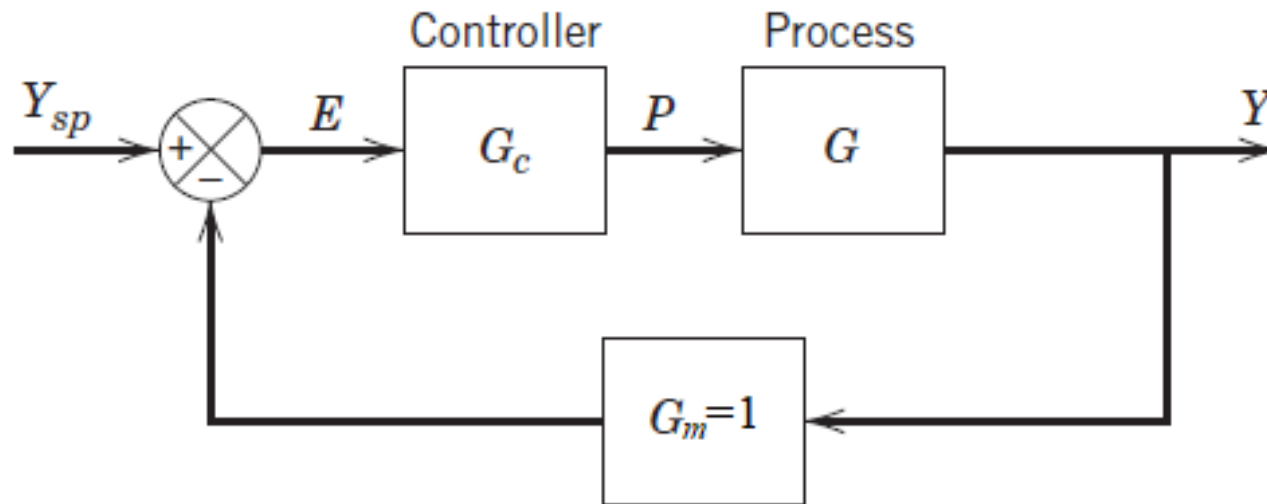 Controller Process
Y_sp E P Y
+ G_c G
−
G_m=1